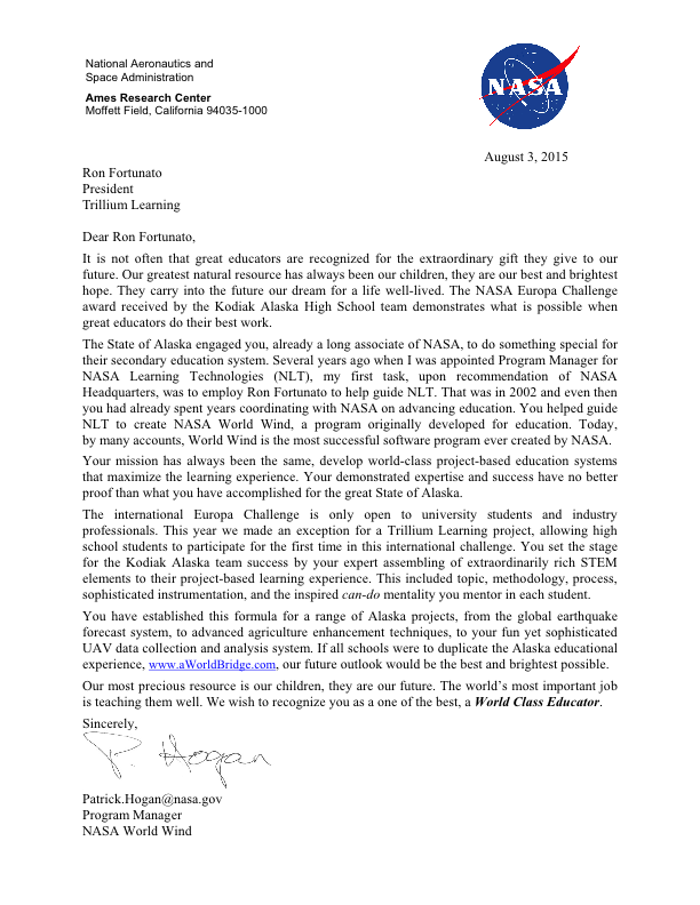 National Aeronautics and
Space Administration
Ames Research Center
Moffett Field, California 94035-1000
NASA
August 3, 2015
Ron Fortunato
President
Trillium Learning
Dear Ron Fortunato,
It is not often that great educators are recognized for the extraordinary gift they give to our
future. Our greatest natural resource has always been our children, they are our best and brightest
hope. They carry into the future our dream for a life well-lived. The NASA Europa Challenge
award received by the Kodiak Alaska High School team demonstrates what is possible when
great educators do their best work.
The State of Alaska engaged you, already a long associate of NASA, to do something special for
their secondary education system. Several years ago when I was appointed Program Manager for
NASA Learning Technologies (NLT), my first task, upon recommendation of NASA
Headquarters, was to employ Ron Fortunato to help guide NLT. That was in 2002 and even then
you had already spent years coordinating with NASA on advancing education. You helped guide
NLT to create NASA World Wind, a program originally developed for education. Today,
by many accounts, World Wind is the most successful software program ever created by NASA.
Your mission has always been the same, develop world-class project-based education systems
that maximize the learning experience. Your demonstrated expertise and success have no better
proof than what you have accomplished for the great State of Alaska.
The international Europa Challenge is only open to university students and industry
professionals. This year we made an exception for a Trillium Learning project, allowing high
school students to participate for the first time in this international challenge. You set the stage
for the Kodiak Alaska team success by your expert assembling of extraordinarily rich STEM
elements to their project-based learning experience. This included topic, methodology, process,
sophisticated instrumentation, and the inspired can-do mentality you mentor in each student.
You have established this formula for a range of Alaska projects, from the global earthquake
forecast system, to advanced agriculture enhancement techniques, to your fun yet sophisticated
UAV data collection and analysis system. If all schools were to duplicate the Alaska educational
experience, www.aWorldBridge.com, our future outlook would be the best and brightest possible.
Our most precious resource is our children, they are our future. The world's most important job
is teaching them well. We wish to recognize you as a one of the best, a World Class Educator.
Sincerely,
P. Hogan
Patrick.Hogan@nasa.gov
Program Manager
NASA World Wind